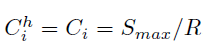 $C_i^h = C_i = S_{max}/R$